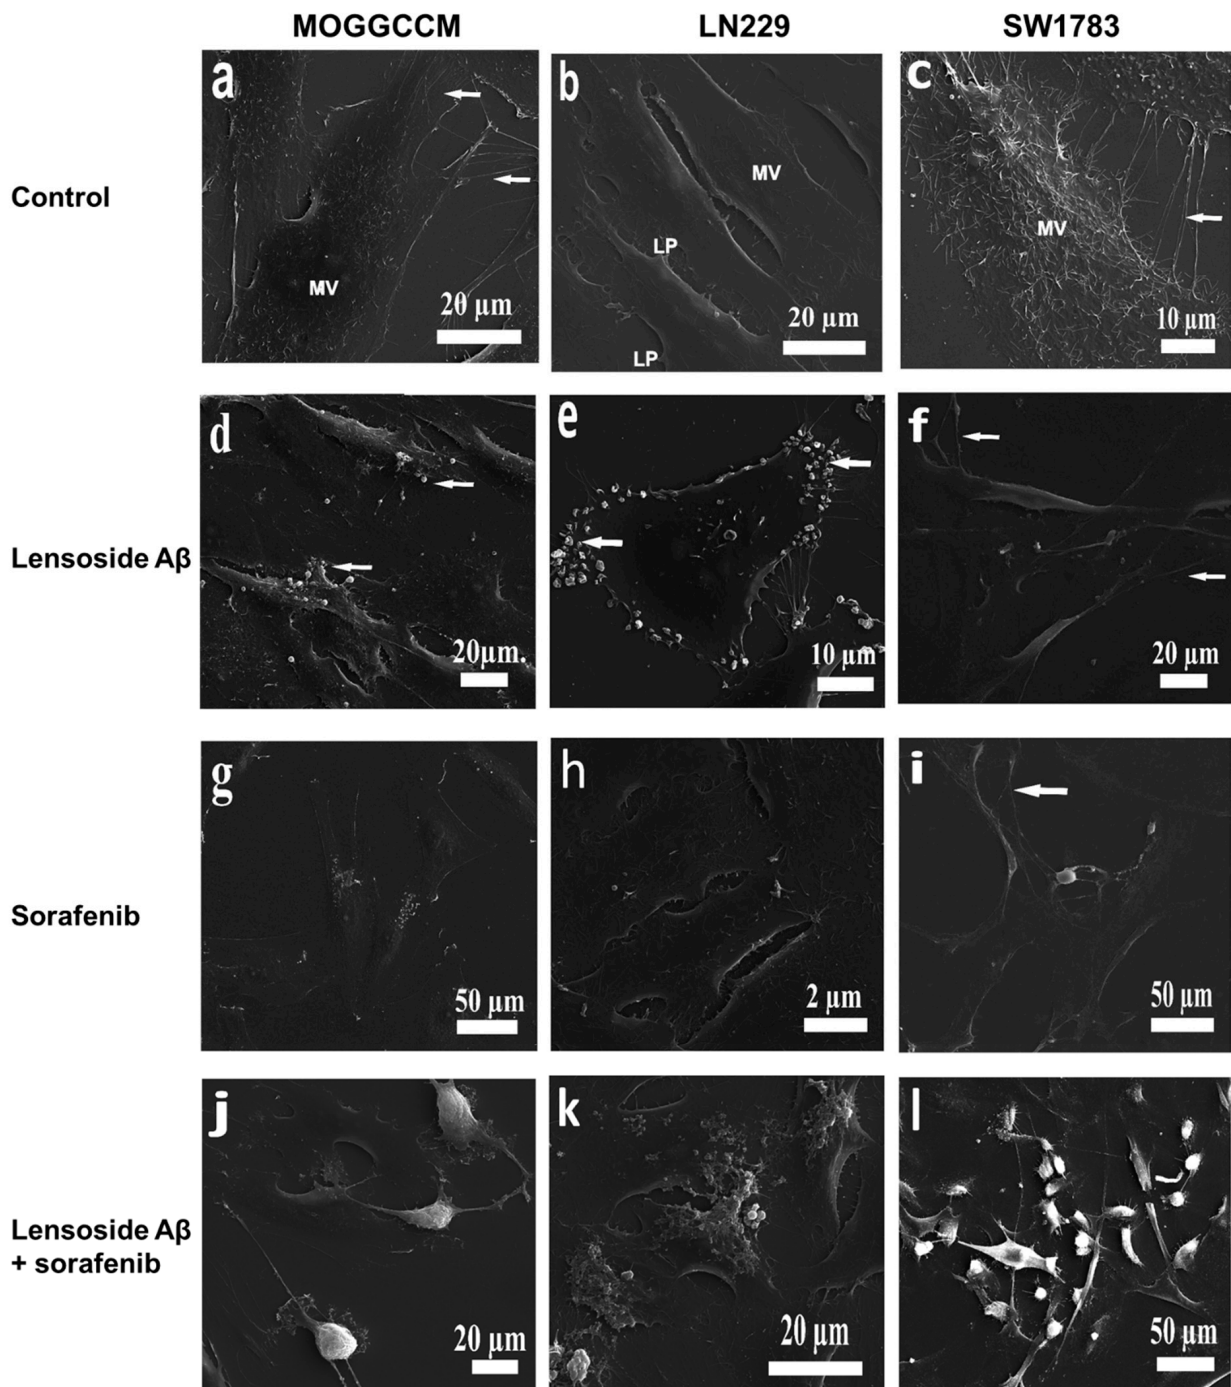 MOGGCCM LN229 SW1783
Control
a
MV
20 µm
b
MV
LP
LP
20 µm
c
MV
10 µm
Lensoside Aβ
d
20µm
e
10 µm
f
20 µm
Sorafenib
g
50 µm
h
2 µm
i
50 µm
Lensoside Aβ
+ sorafenib
j
20 µm
k
20 µm
l
50 µm